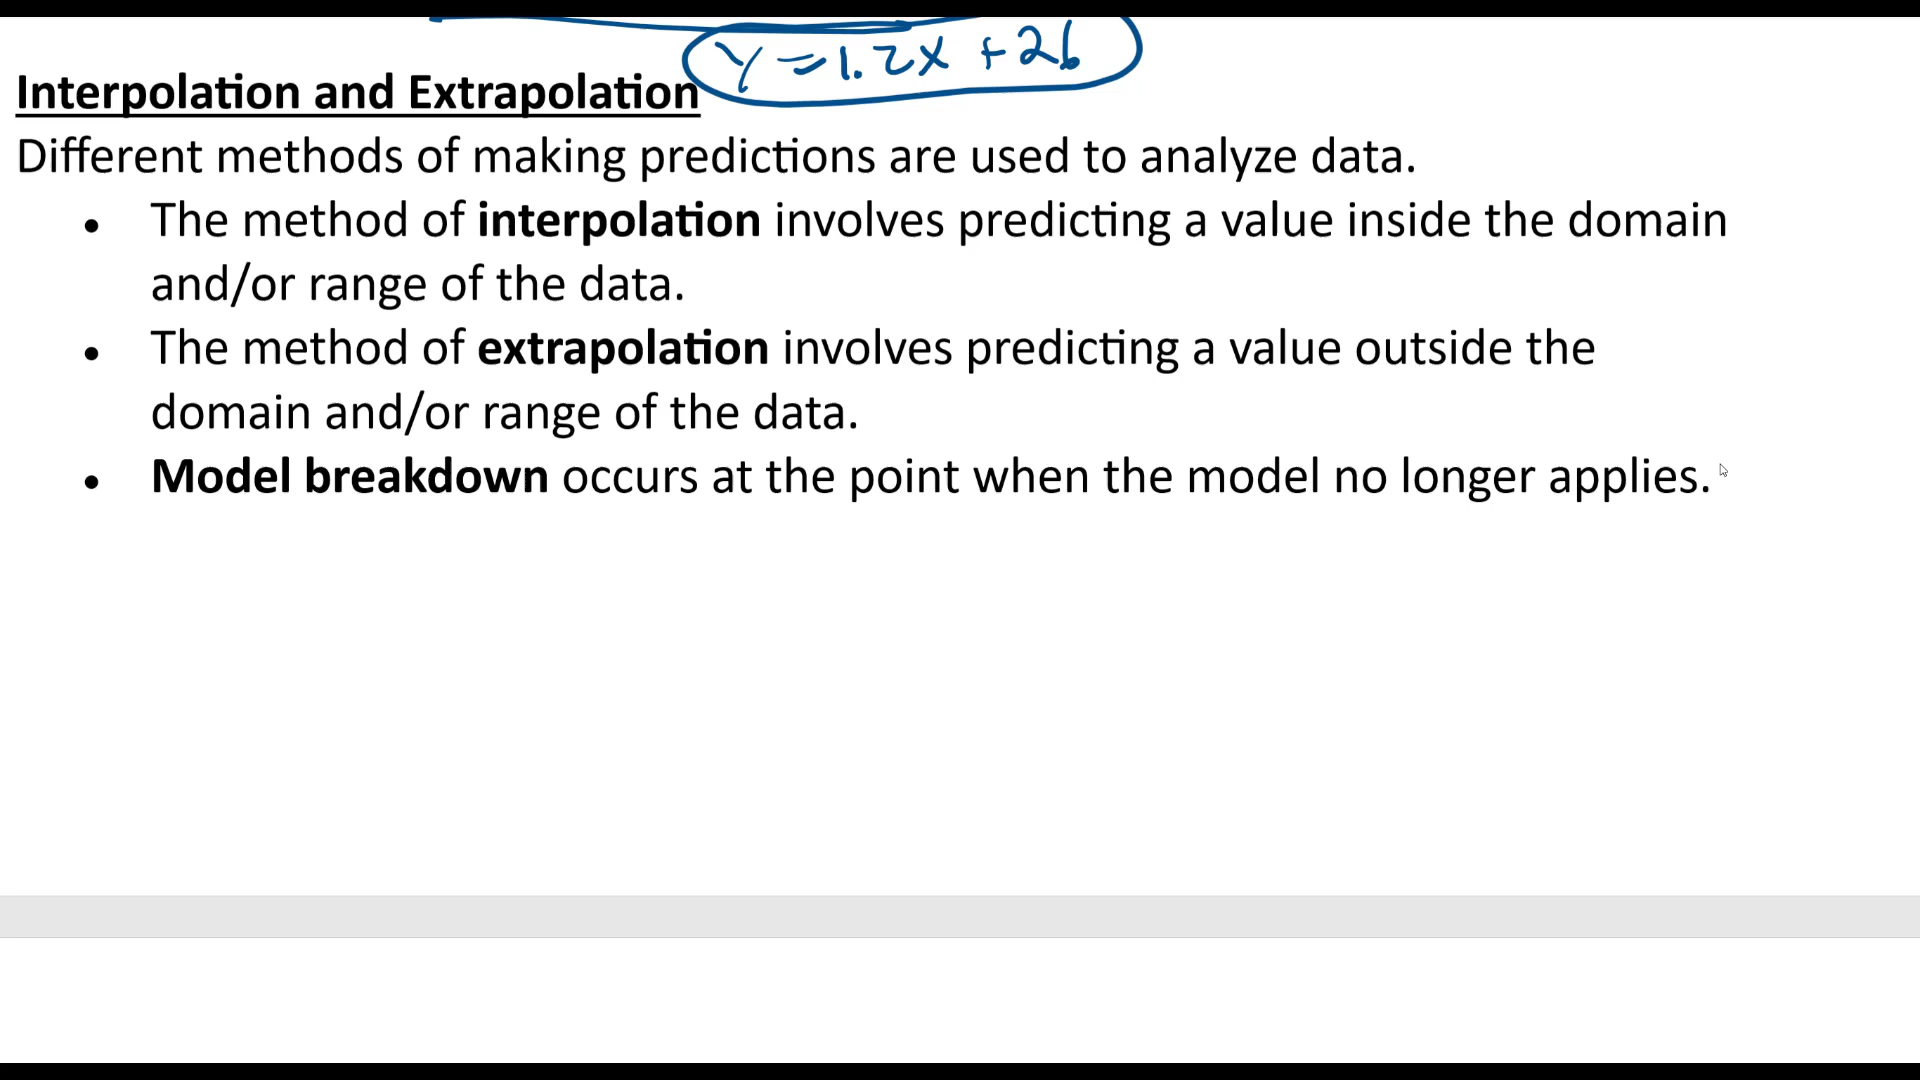 y = 1.2x + 26
Interpolation and Extrapolation
Different methods of making predictions are used to analyze data.
• The method of interpolation involves predicting a value inside the domain
and/or range of the data.
• The method of extrapolation involves predicting a value outside the
domain and/or range of the data.
• Model breakdown occurs at the point when the model no longer applies.